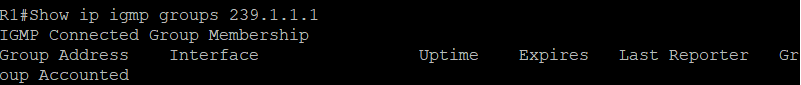 R1#Show ip igmp groups 239.1.1.1
IGMP Connected Group Membership
Group Address    Interface                Uptime    Expires   Last Reporter   Gr
oup Accounted